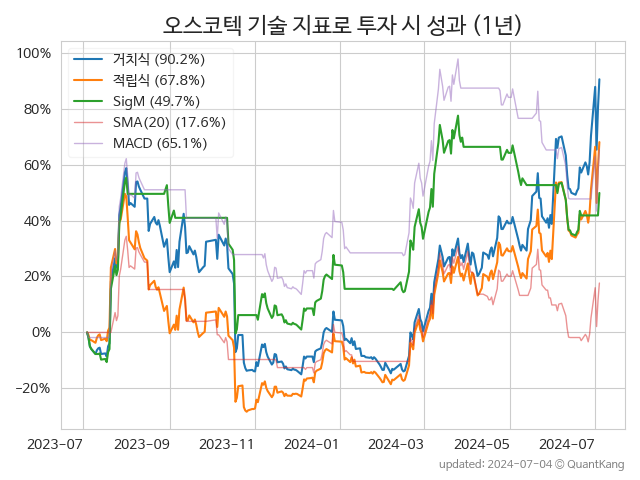 오스코텍 기술 지표로 투자 시 성과 (1년)
100%
80%
60%
40%
20%
0%
−20%
거치식 (90.2%)
적립식 (67.8%)
SigM (49.7%)
SMA(20) (17.6%)
MACD (65.1%)
2023-07 2023-09 2023-11 2024-01 2024-03 2024-05 2024-07
updated: 2024-07-04 © QuantKang